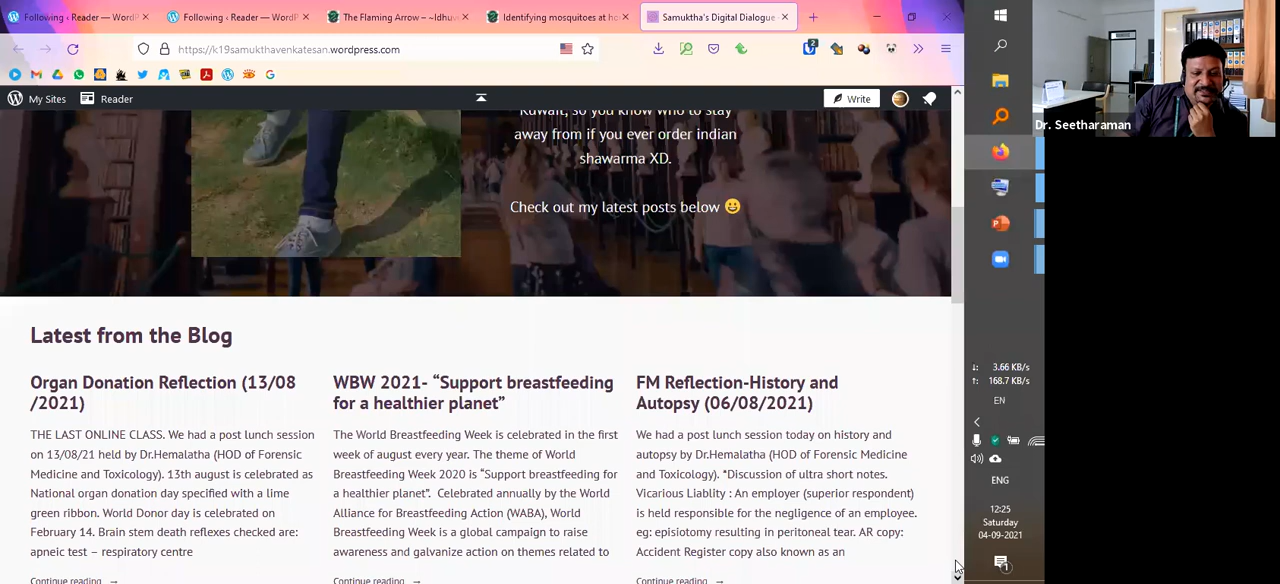 Following ‹ Reader — WordP
Following ‹ Reader — WordP
The Flaming Arrow – ~Idhuv
Identifying mosquitoes at ho
Samuktha's Digital Dialogue –
https://k19samukthavenkatesan.wordpress.com
My Sites
Reader
Write
Dr. Seetharaman
Kuwait, so you know who to stay
away from if you ever order indian
shawarma XD.
Check out my latest posts below 😀
Latest from the Blog
Organ Donation Reflection (13/08
/2021)
THE LAST ONLINE CLASS. We had a post lunch session
on 13/08/21 held by Dr.Hemalatha (HOD of Forensic
Medicine and Toxicology). 13th august is celebrated as
National organ donation day specified with a lime
green ribbon. World Donor day is celebrated on
February 14. Brain stem death reflexes checked are:
apneic test – respiratory centre
Continue reading →
WBW 2021- “Support breastfeeding
for a healthier planet”
The World Breastfeeding Week is celebrated in the first
week of august every year. The theme of World
Breastfeeding Week 2020 is “Support breastfeeding for
a healthier planet”. Celebrated annually by the World
Alliance for Breastfeeding Action (WABA), World
Breastfeeding Week is a global campaign to raise
awareness and galvanize action on themes related to
Continue reading →
FM Reflection-History and
Autopsy (06/08/2021)
We had a post lunch session today on history and
autopsy by Dr.Hemalatha (HOD of Forensic
Medicine and Toxicology). *Discussion of ultra short notes.
Vicarious Liablity : An employer (superior respondent)
is held responsible for the negligence of an employee.
eg: episiotomy resulting in peritoneal tear. AR copy:
Accident Register copy also known as an
Continue reading →
↓: 3.66 KB/s
↑: 168.7 KB/s
EN
ENG
12:25
Saturday
04-09-2021
1
2